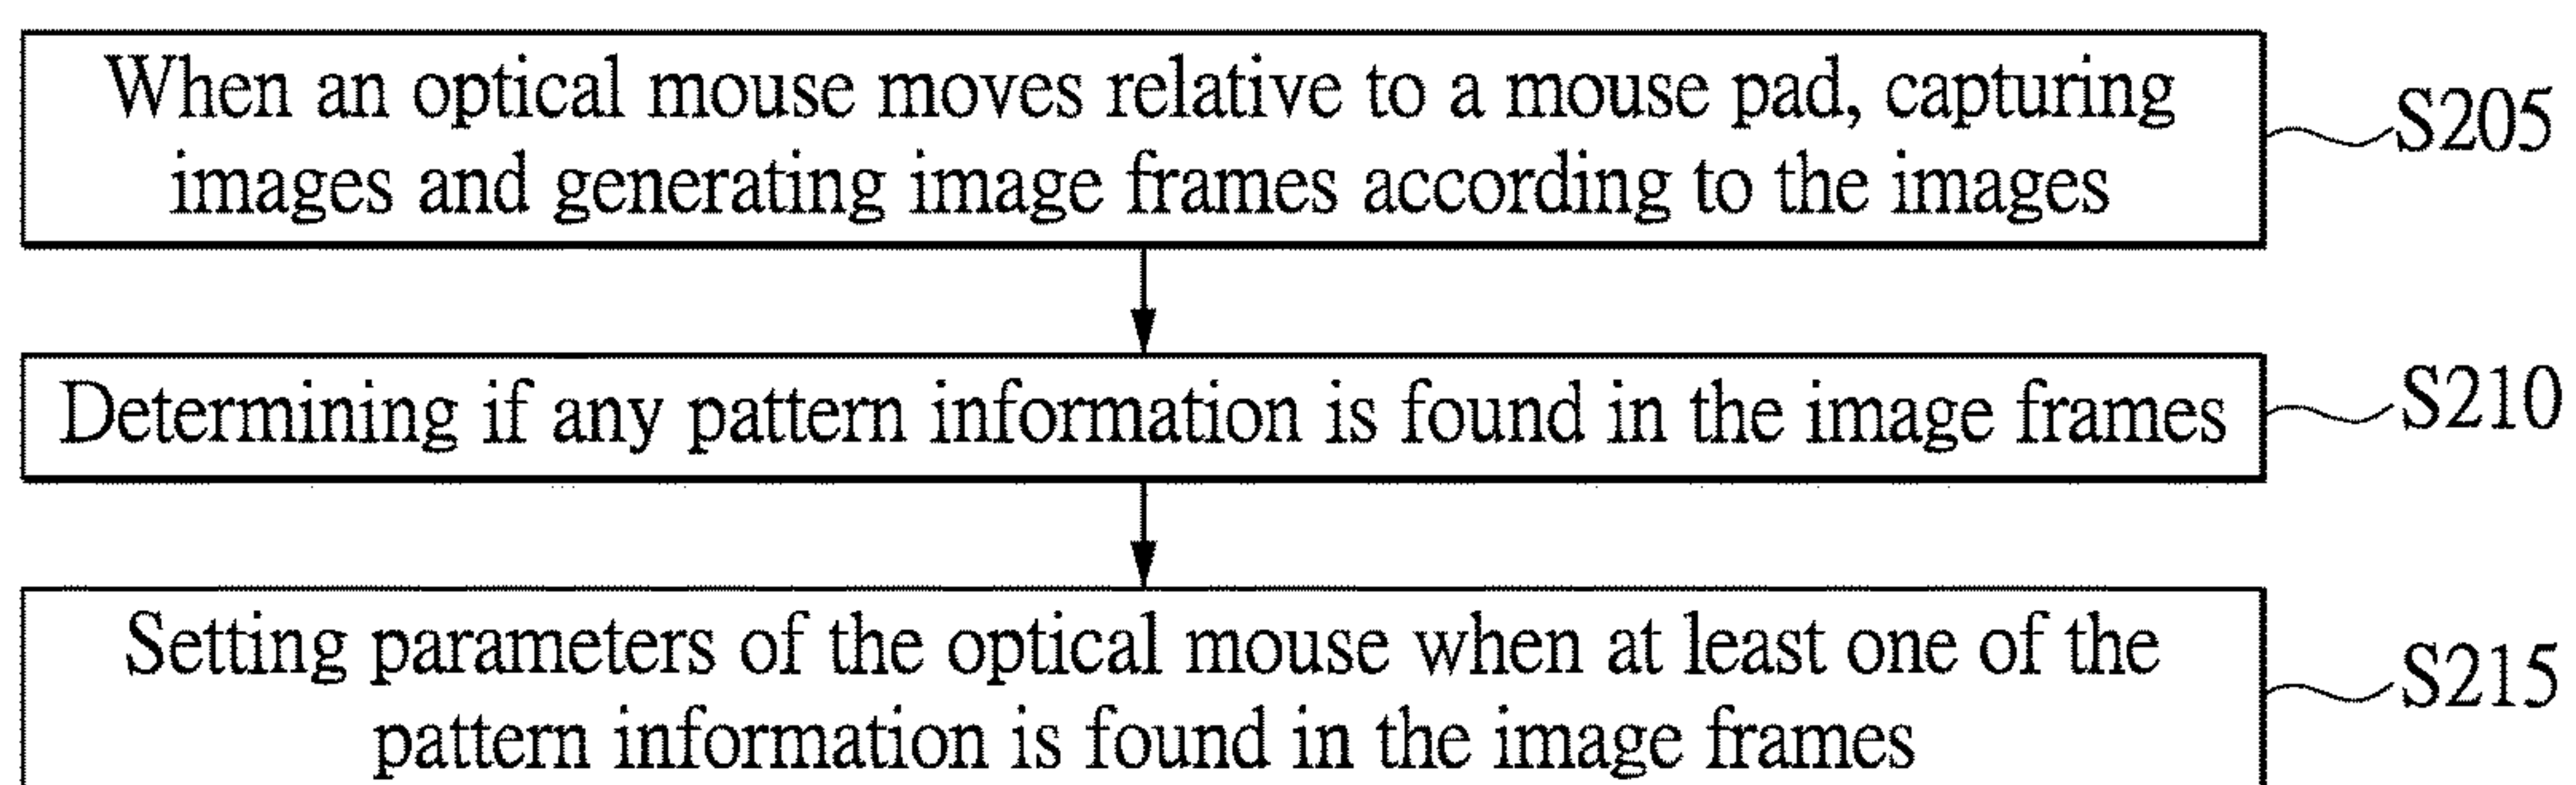 When an optical mouse moves relative to a mouse pad, capturing
images and generating image frames according to the images
S205
Determining if any pattern information is found in the image frames
S210
Setting parameters of the optical mouse when at least one of the
pattern information is found in the image frames
S215